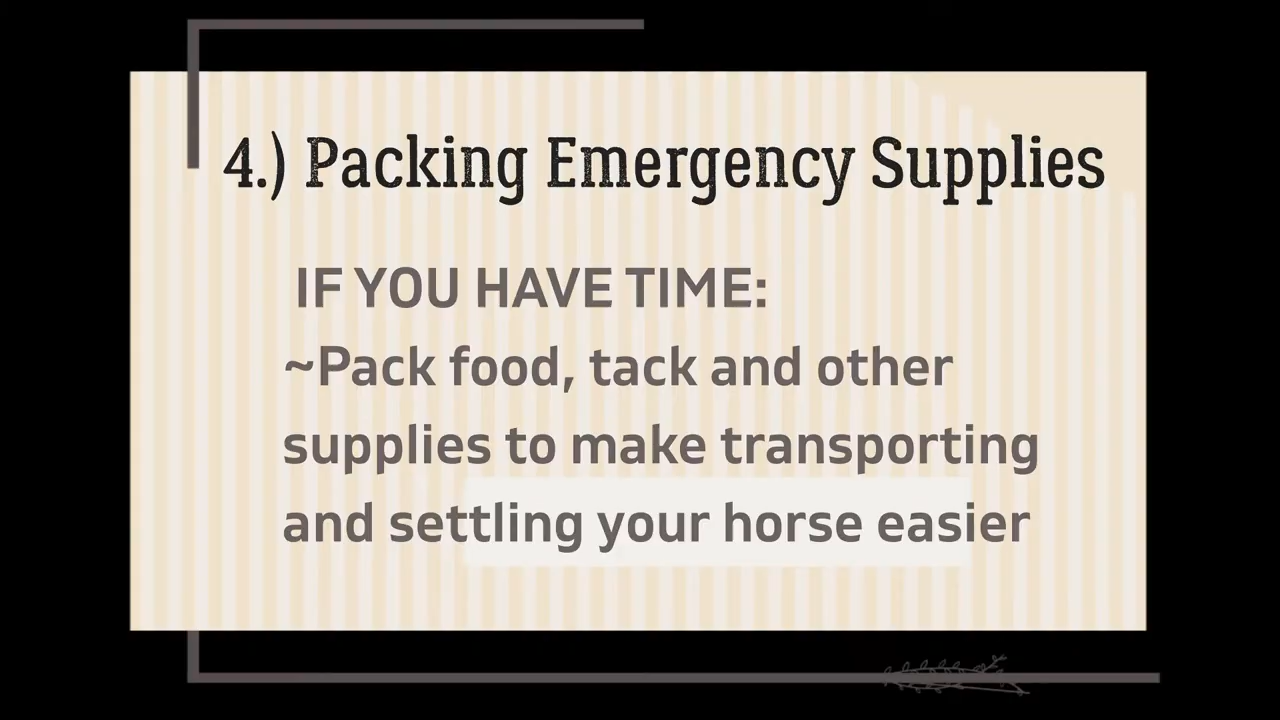 4.) Packing Emergency Supplies
IF YOU HAVE TIME:
~Pack food, tack and other
supplies to make transporting
and settling your horse easier